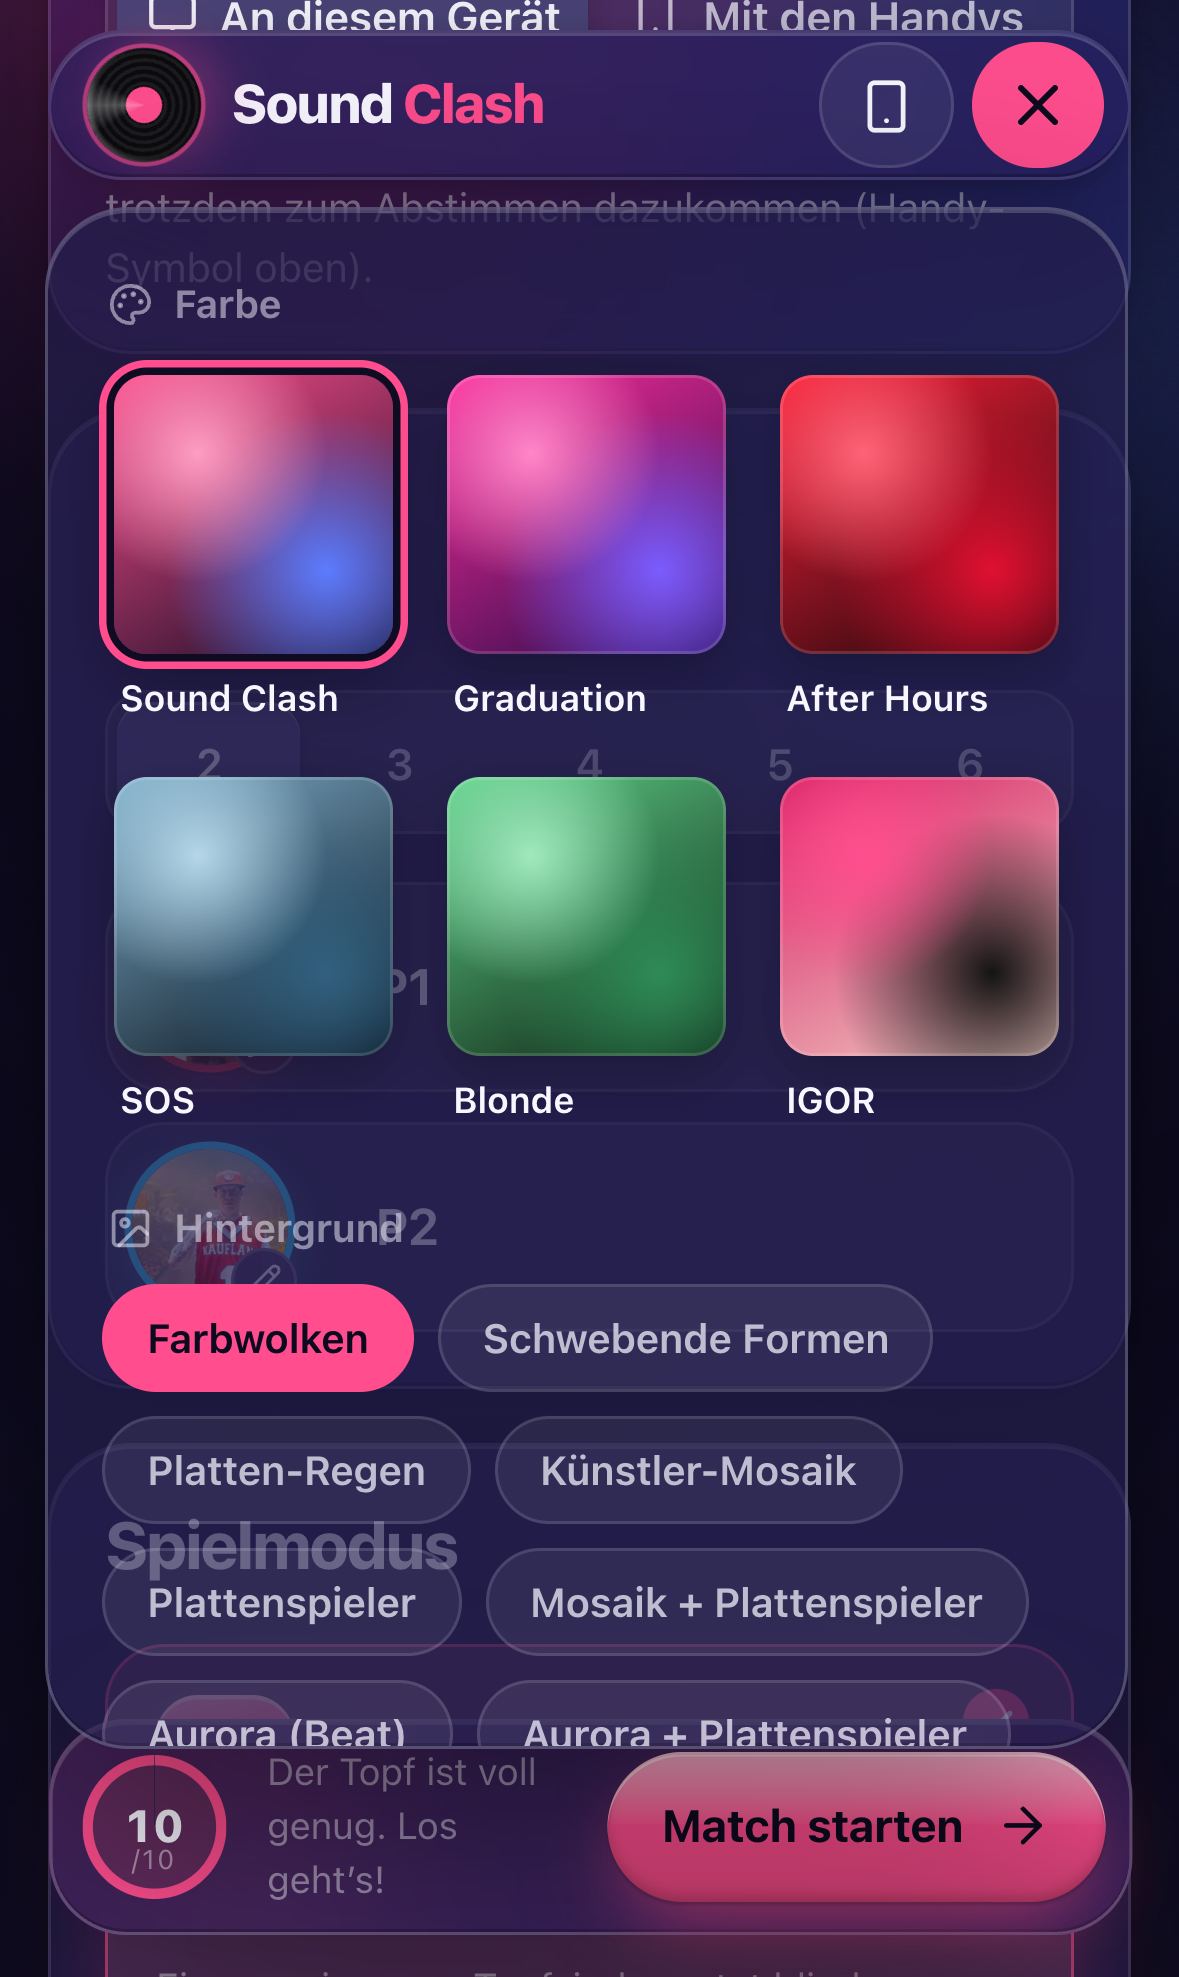 An diesem Gerät
Mit den Handys
Sound Clash
trotzdem zum Abstimmen dazukommen (Handy-
Symbol oben).
Farbe
Sound Clash
Graduation
After Hours
2 3 4 5 6
P1
SOS
Blonde
IGOR
KAUFLAN
Hintergrund
P2
Farbwolken
Schwebende Formen
Platten-Regen
Künstler-Mosaik
Spielmodus
Plattenspieler
Mosaik + Plattenspieler
Aurora (Beat)
Aurora + Plattenspieler
10
/10
Der Topf ist voll
genug. Los
geht’s!
Match starten